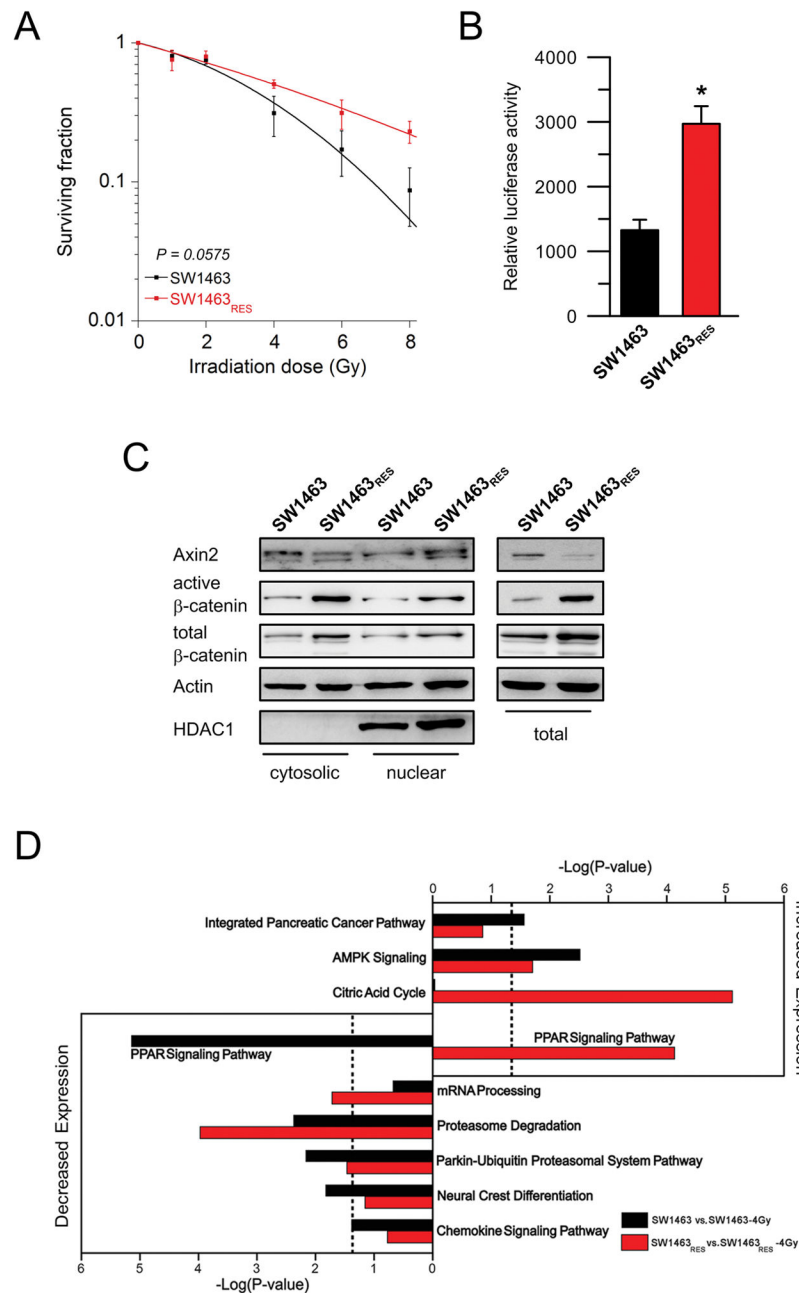 A
1
0.1
0.01
Surviving fraction
P = 0.0575
SW1463
SW1463RES
0 2 4 6 8
Irradiation dose (Gy)
B
Relative luciferase activity
4000
3000
2000
1000
0
*
SW1463
SW1463RES
C
SW1463 SW1463RES SW1463 SW1463RES SW1463 SW1463RES
Axin2
active
β-catenin
total
β-catenin
Actin
HDAC1
cytosolic nuclear total
D
-Log(P-value)
0 1 2 3 4 5 6
Integrated Pancreatic Cancer Pathway
AMPK Signaling
Citric Acid Cycle
PPAR Signaling Pathway
PPAR Signaling Pathway
Increased Expression
Decreased Expression
mRNA Processing
Proteasome Degradation
Parkin-Ubiquitin Proteasomal System Pathway
Neural Crest Differentiation
Chemokine Signaling Pathway
SW1463 vs.SW1463-4Gy
SW1463RES vs.SW1463RES -4Gy
6 5 4 3 2 1 0
-Log(P-value)